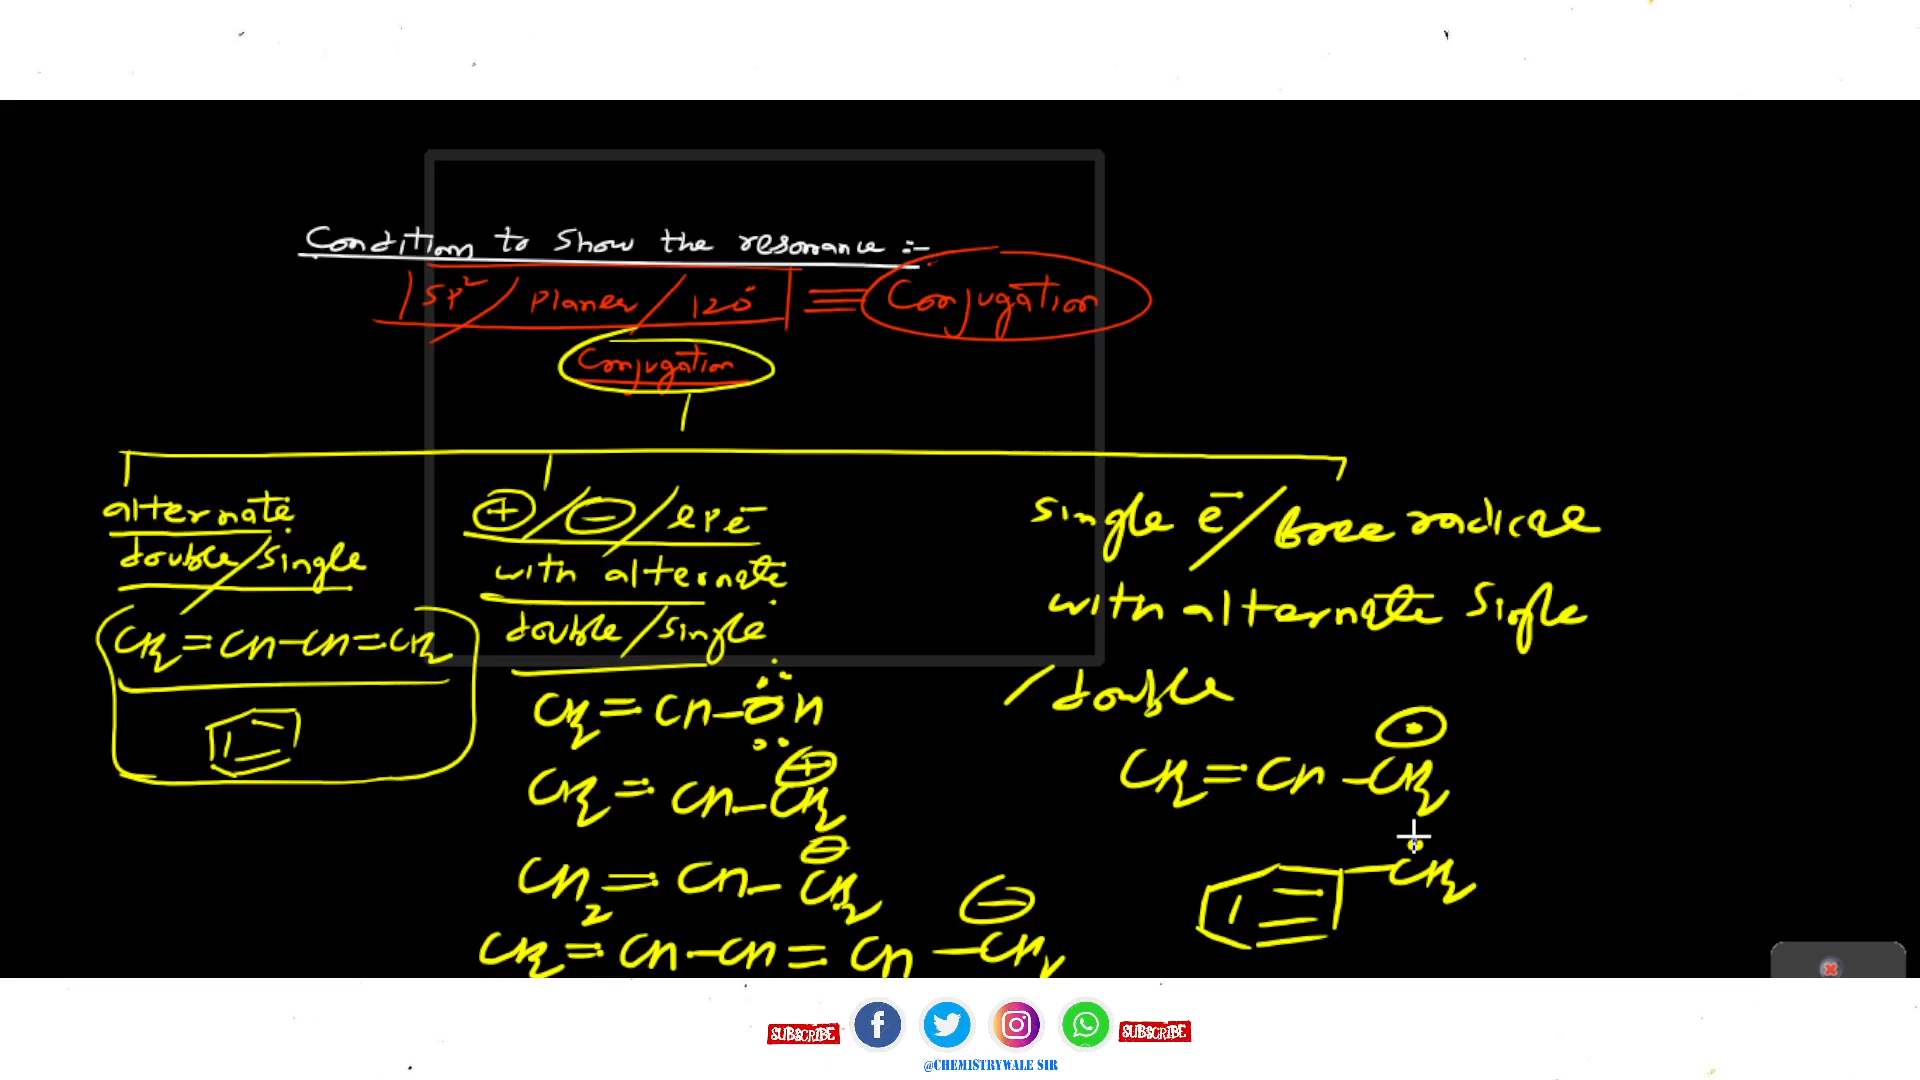 Condition to show the resonance :-
sp² / planer / 120° ≡ Conjugation
Conjugation
alternate
double/single
CH₂=CH-CH=CH₂
⊕/⊖/lpe⁻
with alternate
double/single
CH₂=CH-ÖH
CH₂=CH-CH₂
⊕
CH₂=CH-CH₂
⊖
CH₂=CH-CH=CH-CH₂
⊖
single e⁻/free radical
with alternate single
/double
CH₂=CH-CH₂
CH₂
SUBSCRIBE
SUBSCRIBE
@CHEMISTRYWALE SIR